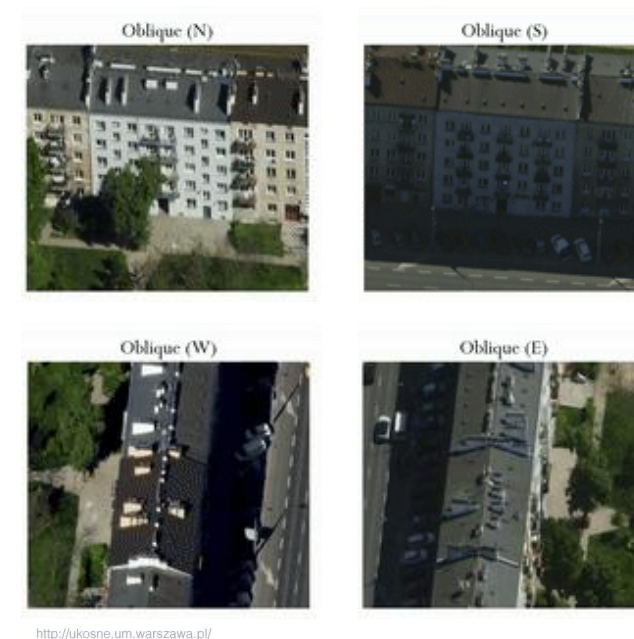 Oblique (N)
Oblique (S)
Oblique (W)
Oblique (E)
http://ukosne.um.warszawa.pl/